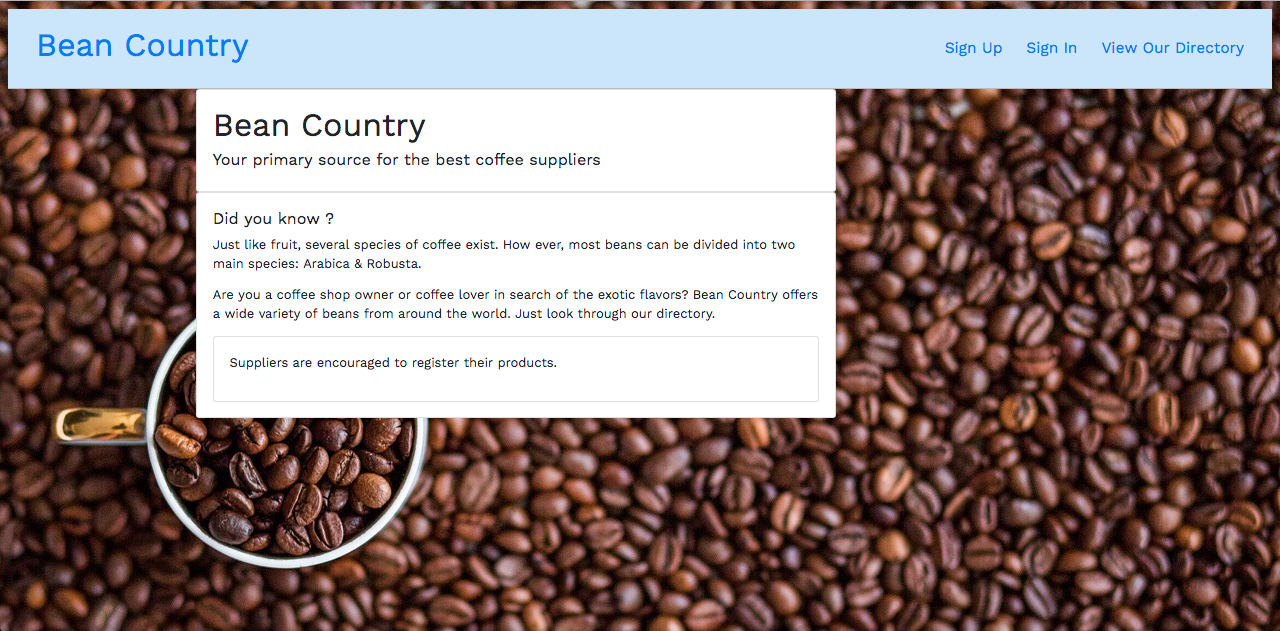 Bean Country
Sign Up Sign In View Our Directory
Bean Country
Your primary source for the best coffee suppliers
Did you know ?
Just like fruit, several species of coffee exist. How ever, most beans can be divided into two
main species: Arabica & Robusta.
Are you a coffee shop owner or coffee lover in search of the exotic flavors? Bean Country offers
a wide variety of beans from around the world. Just look through our directory.
Suppliers are encouraged to register their products.